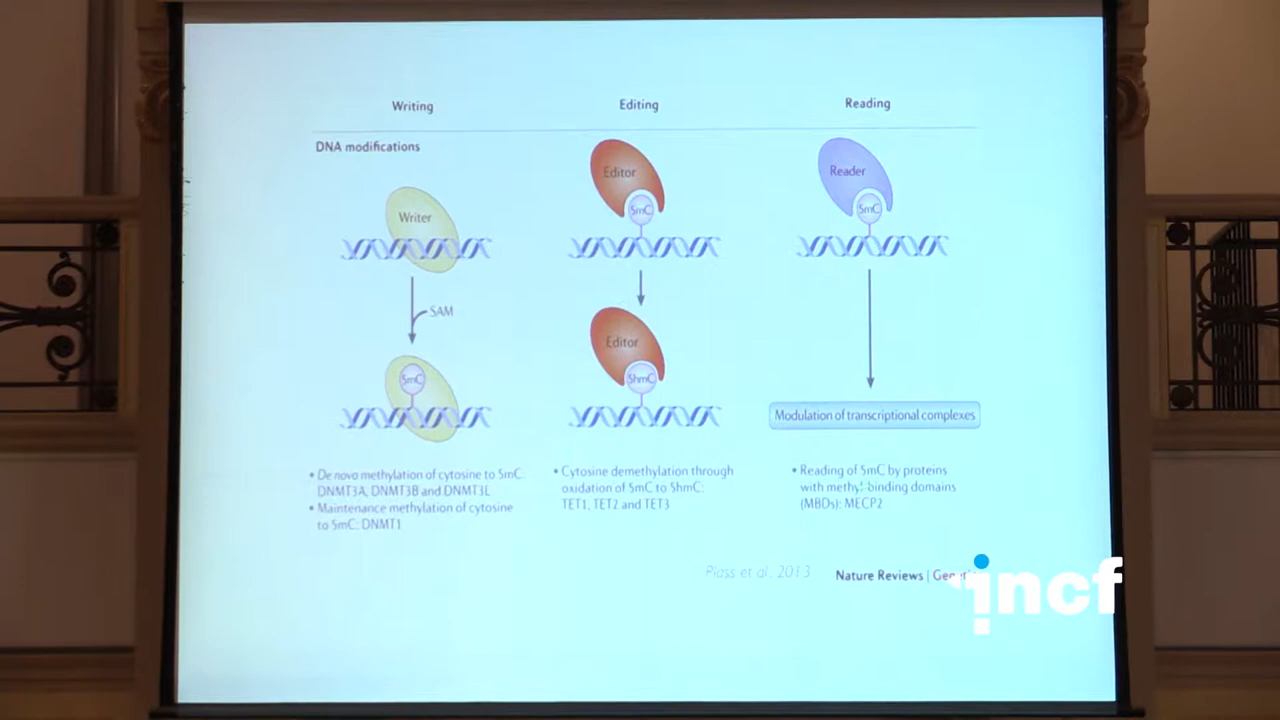 Writing
Editing
Reading
DNA modifications
Editor
Reader
5mC
5mC
Writer
SAM
Editor
5mC
5hmC
Modulation of transcriptional complexes
• De novo methylation of cytosine to 5mC:
DNMT3A, DNMT3B and DNMT3L
• Maintenance methylation of cytosine
to 5mC: DNMT1
• Cytosine demethylation through
oxidation of 5mC to 5hmC:
TET1, TET2 and TET3
• Reading of 5mC by proteins
with methyl-binding domains
(MBDs): MECP2
Plass et al. 2013
Nature Reviews |
incf